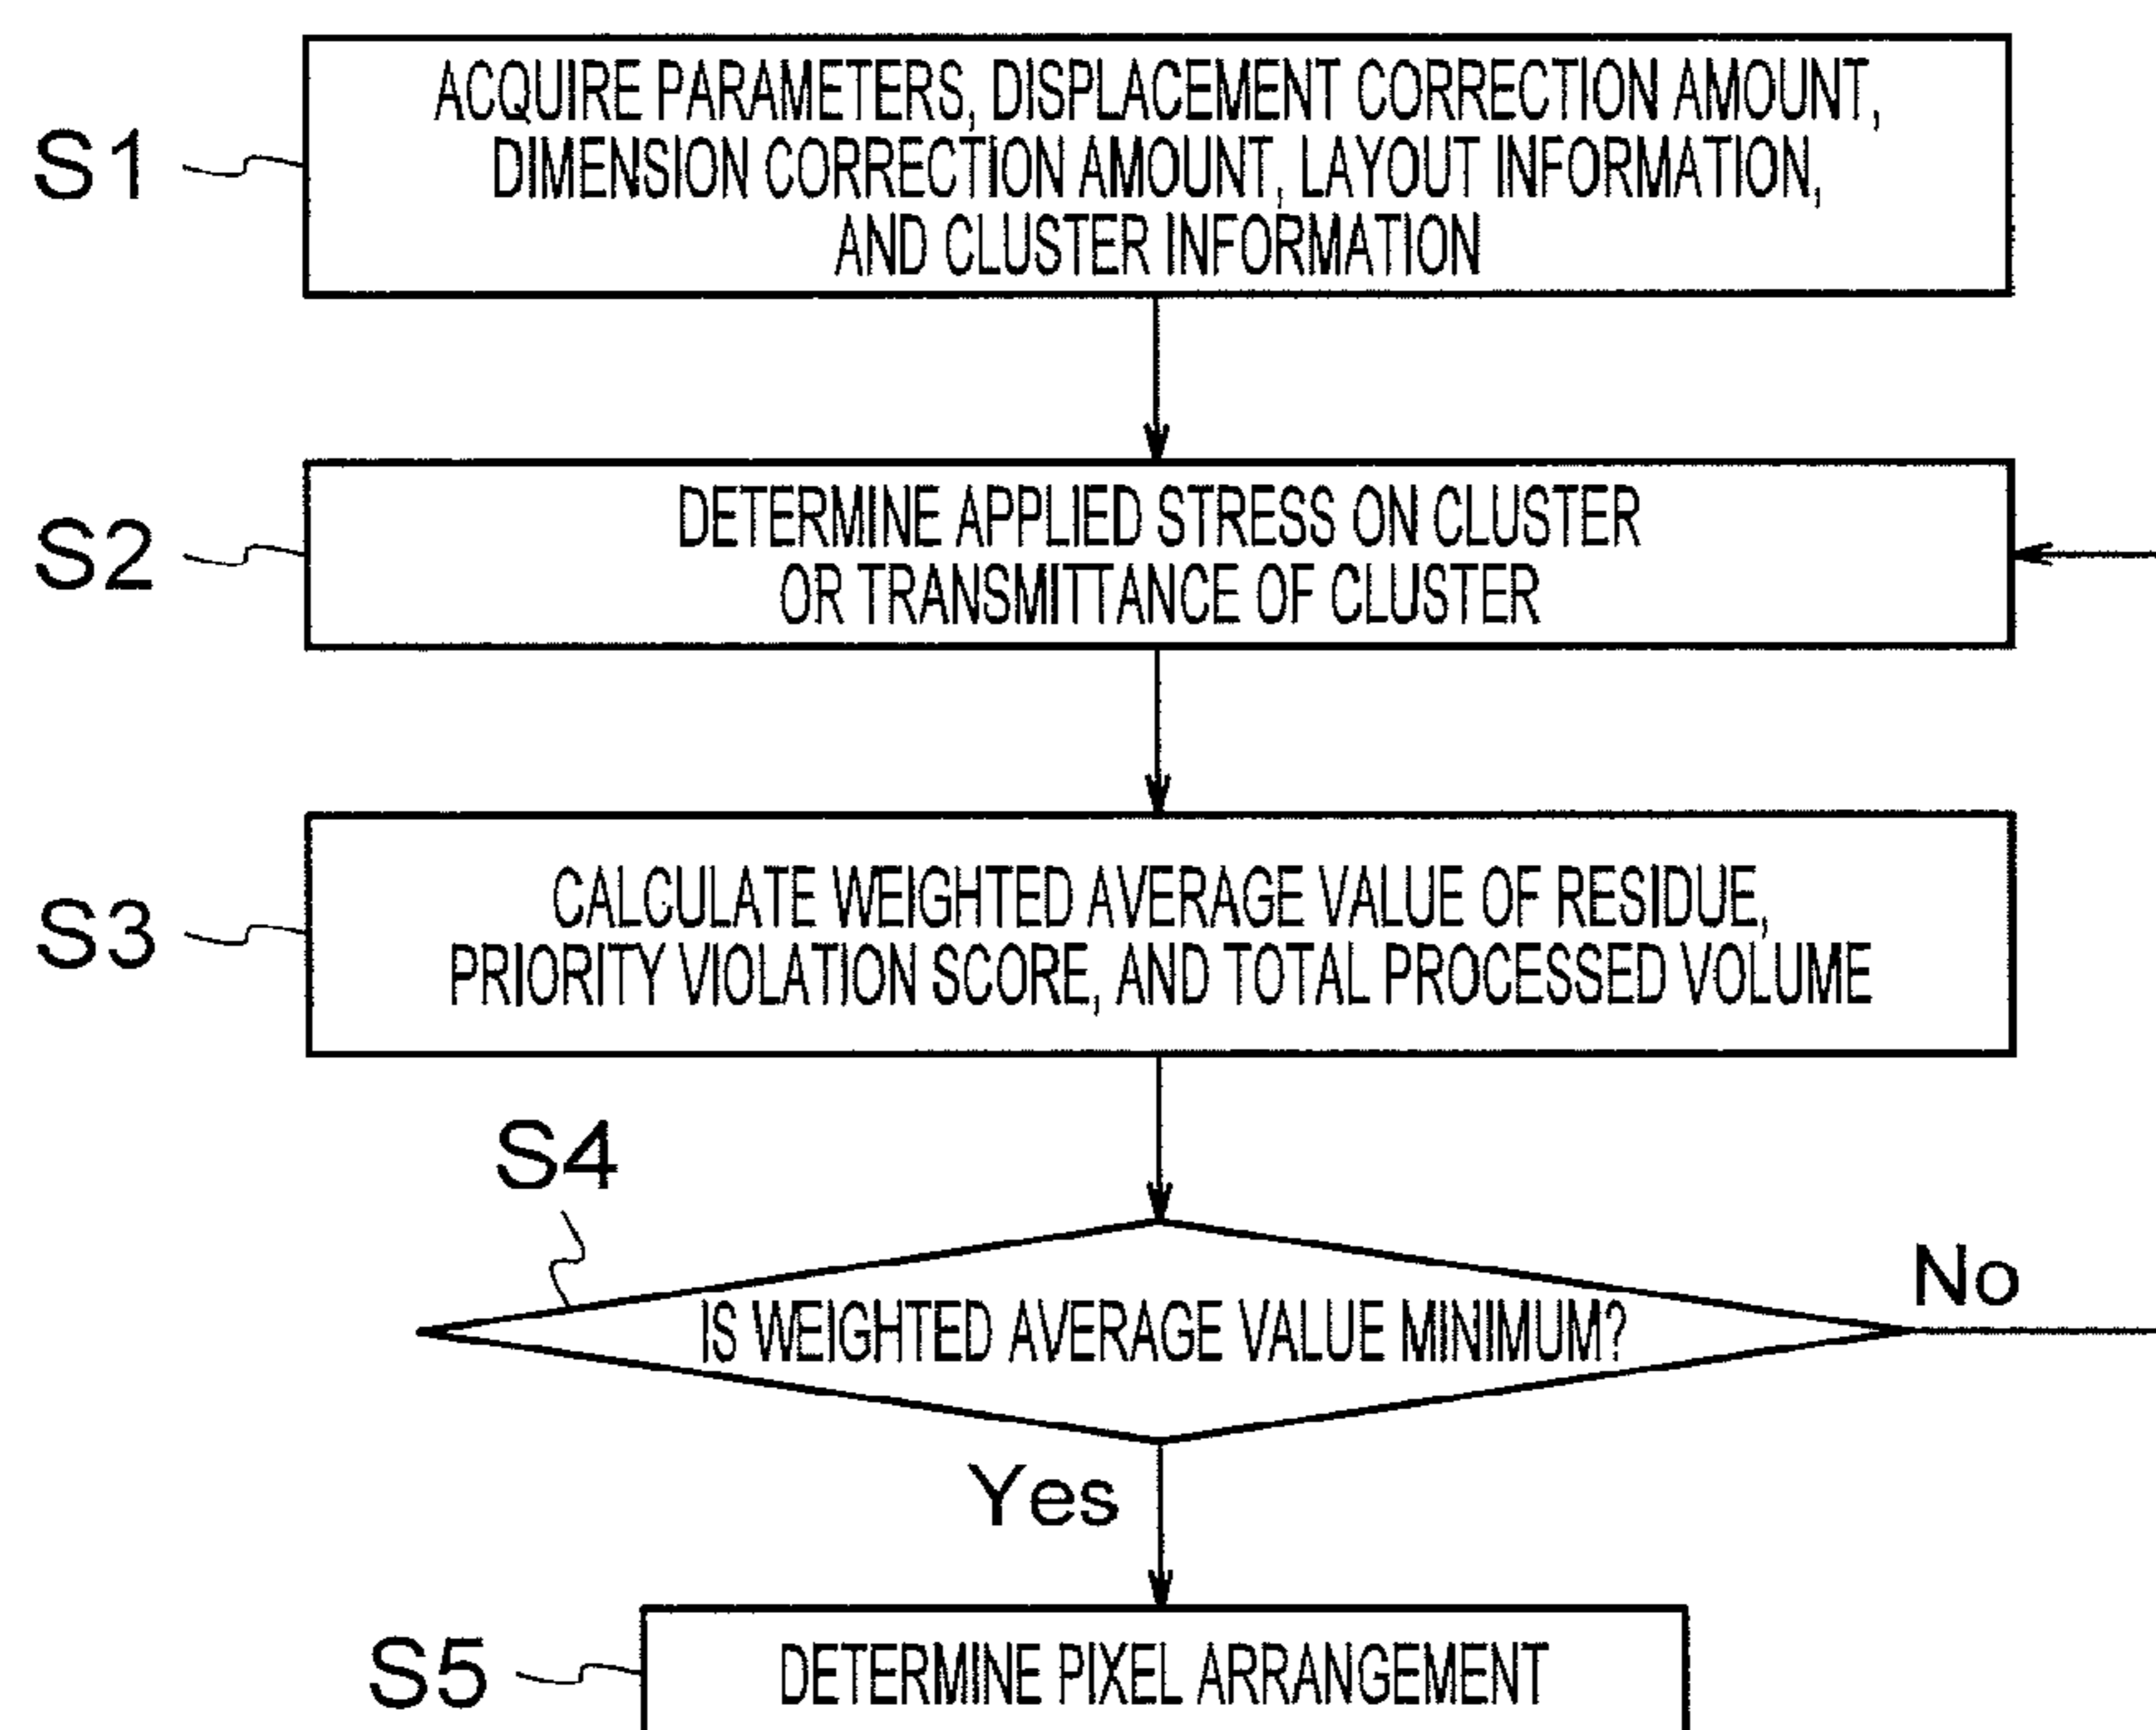 S1
ACQUIRE PARAMETERS, DISPLACEMENT CORRECTION AMOUNT,
DIMENSION CORRECTION AMOUNT, LAYOUT INFORMATION,
AND CLUSTER INFORMATION
S2
DETERMINE APPLIED STRESS ON CLUSTER
OR TRANSMITTANCE OF CLUSTER
S3
CALCULATE WEIGHTED AVERAGE VALUE OF RESIDUE,
PRIORITY VIOLATION SCORE, AND TOTAL PROCESSED VOLUME
S4
IS WEIGHTED AVERAGE VALUE MINIMUM?
No
Yes
S5
DETERMINE PIXEL ARRANGEMENT